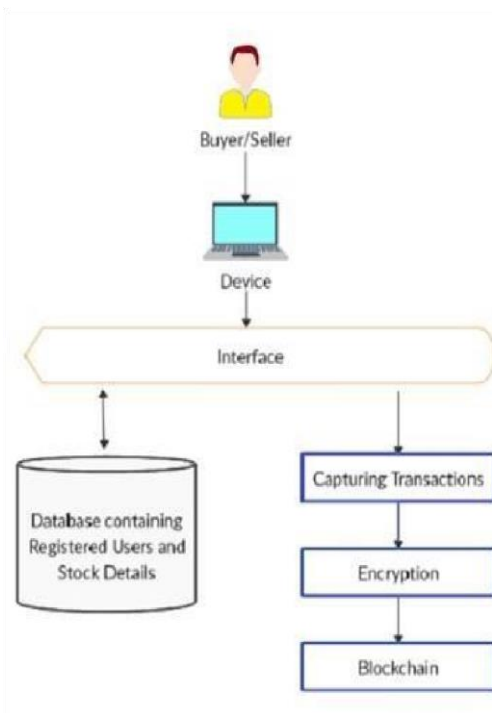 Buyer/Seller
Device
Interface
Database containing
Registered Users and
Stock Details
Capturing Transactions
Encryption
Blockchain